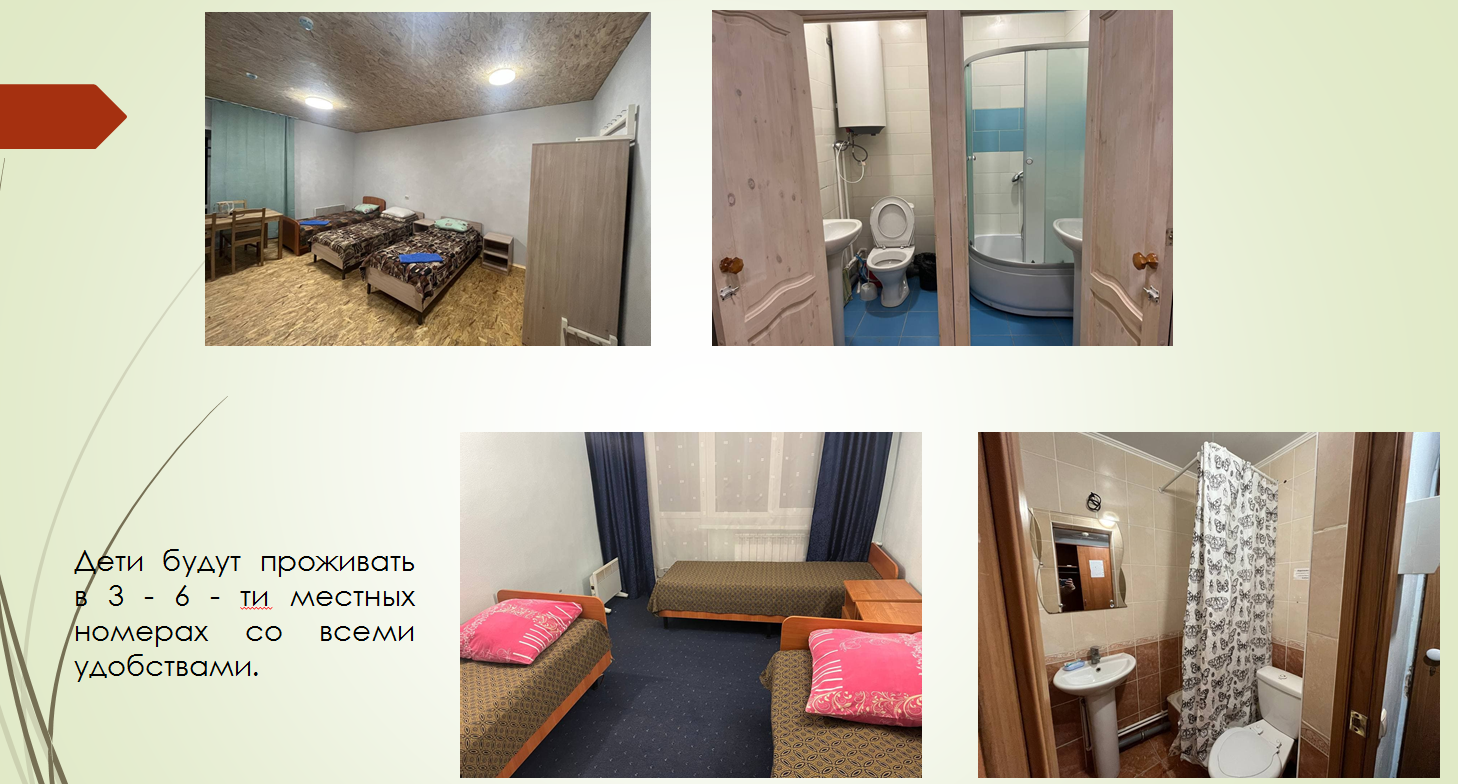 Дети будут проживать
в 3 - 6 - ти местных
номерах со всеми
удобствами.